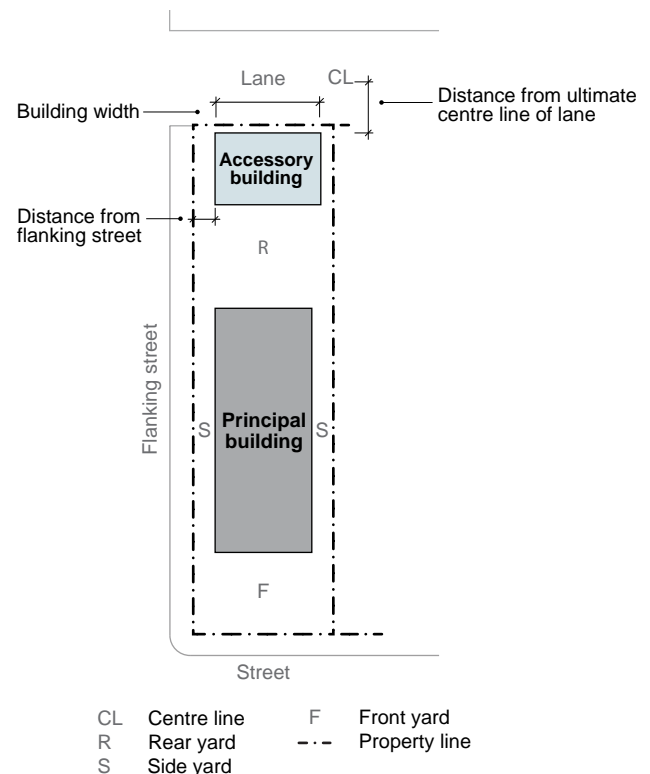 Lane
CL
Distance from ultimate
centre line of lane
Building width
Accessory
building
Distance from
flanking street
R
Flanking street
S
Principal
building
S
F
Street
CL Centre line
R Rear yard
S Side yard
F Front yard
Property line